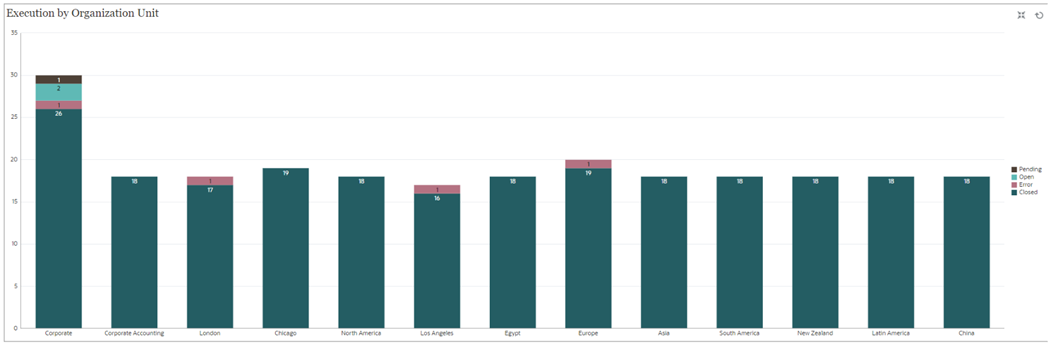 Execution by Organization Unit
35
30
25
20
15
10
5
0
1
2
1
26
18
1
17
19
18
1
16
18
1
19
18
18
18
18
18
Corporate
Corporate Accounting
London
Chicago
North America
Los Angeles
Egypt
Europe
Asia
South America
New Zealand
Latin America
China
Pending
Open
Error
Closed